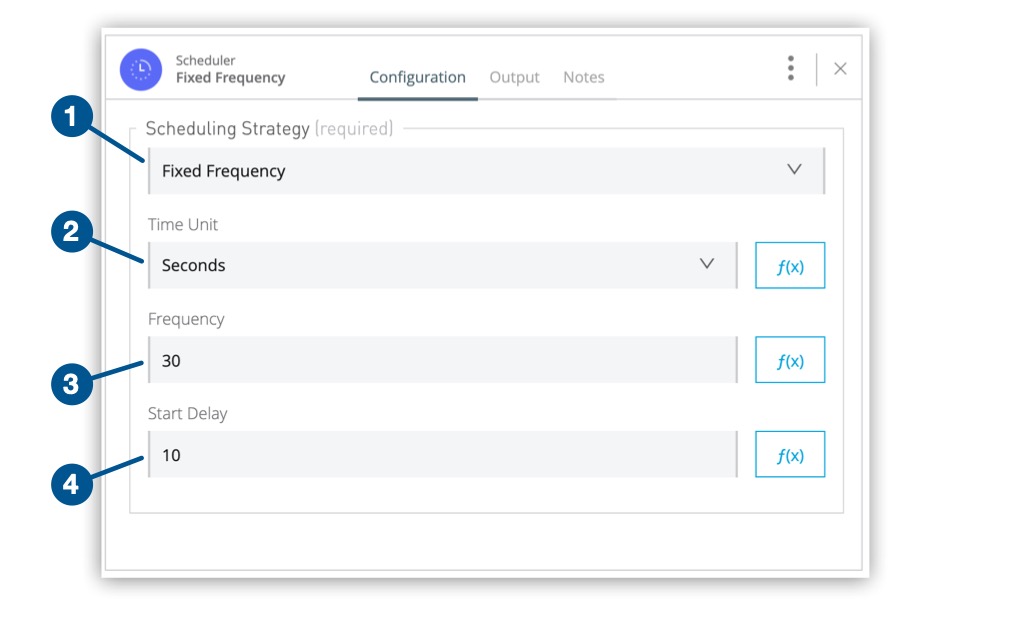 Scheduler
Fixed Frequency
Configuration Output Notes
1
Scheduling Strategy (required)
Fixed Frequency
2
Time Unit
Seconds
f(x)
Frequency
3
30
f(x)
Start Delay
4
10
f(x)